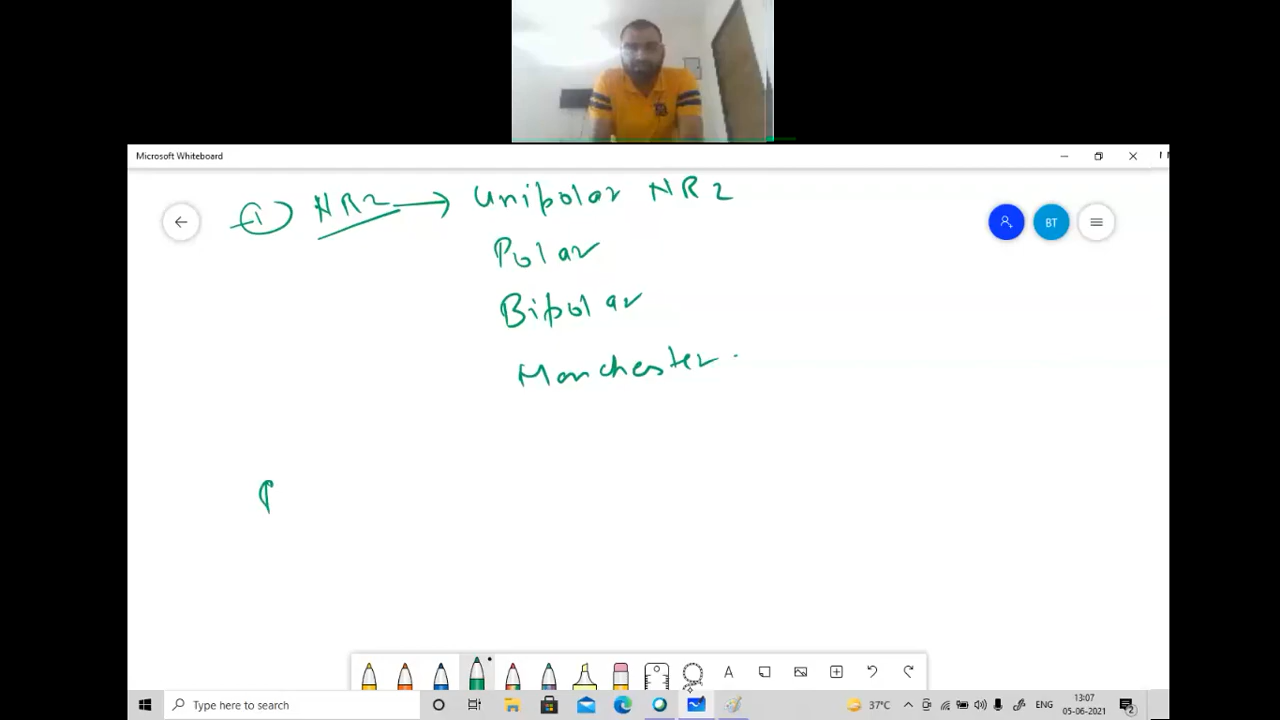 Microsoft Whiteboard
① NRZ → Unipolar NRZ
Polar
Bipolar
Manchester.
BT
P
A
Type here to search
37°C
ENG
13:07
05-06-2021
2